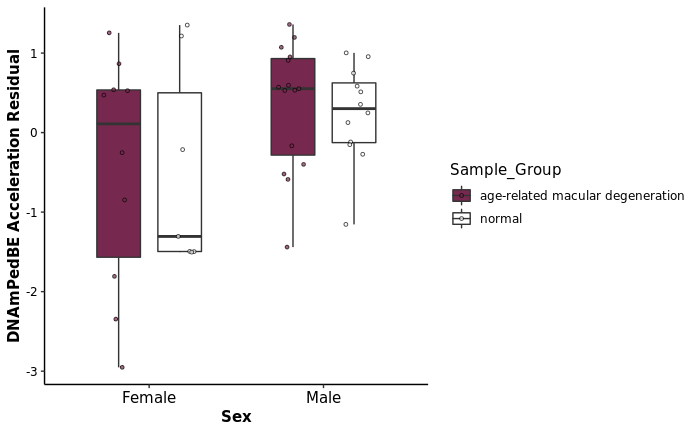 DNAmPedBE Acceleration Residual
1
0
-1
-2
-3
Female
Male
Sex
Sample_Group
age-related macular degeneration
normal